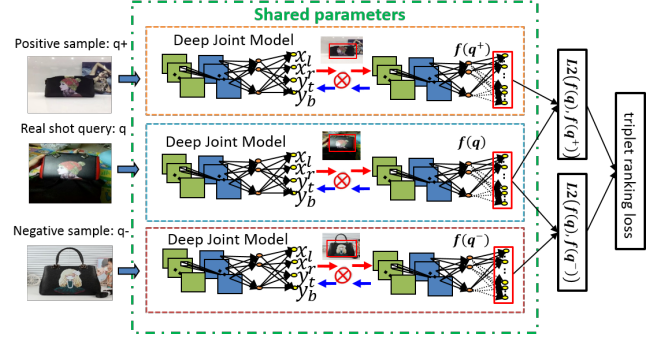 Shared parameters
Positive sample: q+
Deep Joint Model
x_l
x_r
y_t
y_b
f(q⁺)
Real shot query: q
Deep Joint Model
x_l
x_r
y_t
y_b
f(q)
Negative sample: q-
Deep Joint Model
x_l
x_r
y_t
y_b
f(q⁻)
L2(f(q), f(q⁺))
L2(f(q), f(q⁻))
triplet ranking loss